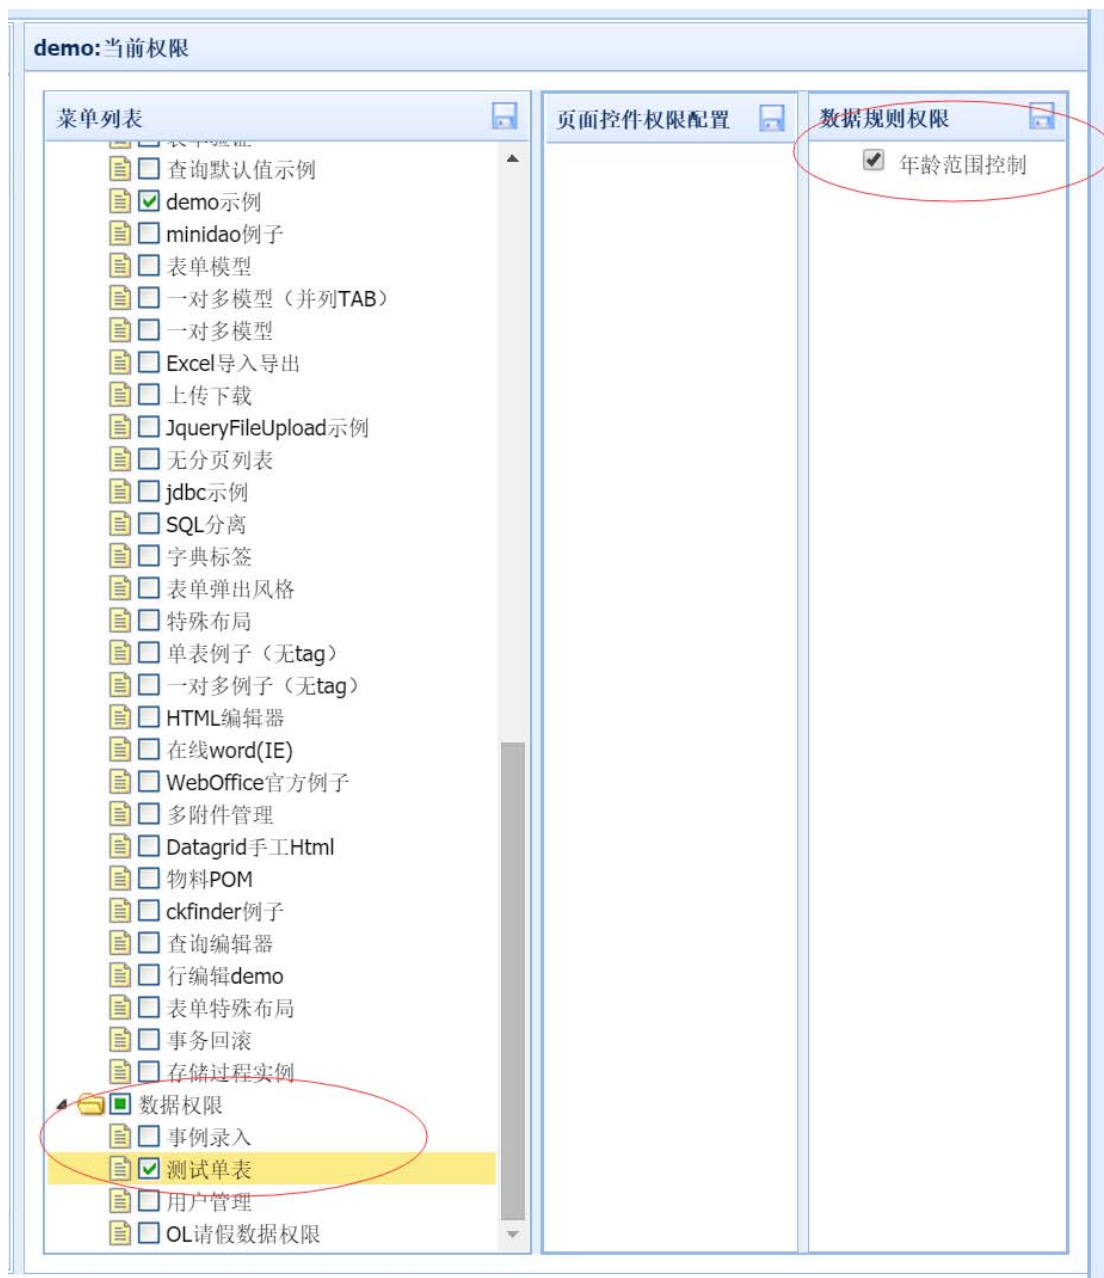 demo:当前权限
菜单列表
页面控件权限配置
数据规则权限
年龄范围控制
查询默认值示例
demo示例
minidao例子
表单模型
一对多模型（并列TAB）
一对多模型
Excel导入导出
上传下载
JqueryFileUpload示例
无分页列表
jdbc示例
SQL分离
字典标签
表单弹出风格
特殊布局
单表例子（无tag）
一对多例子（无tag）
HTML编辑器
在线word(IE)
WebOffice官方例子
多附件管理
Datagrid手工Html
物料POM
ckfinder例子
查询编辑器
行编辑demo
表单特殊布局
事务回滚
存储过程实例
数据权限
事例录入
测试单表
用户管理
OL请假数据权限